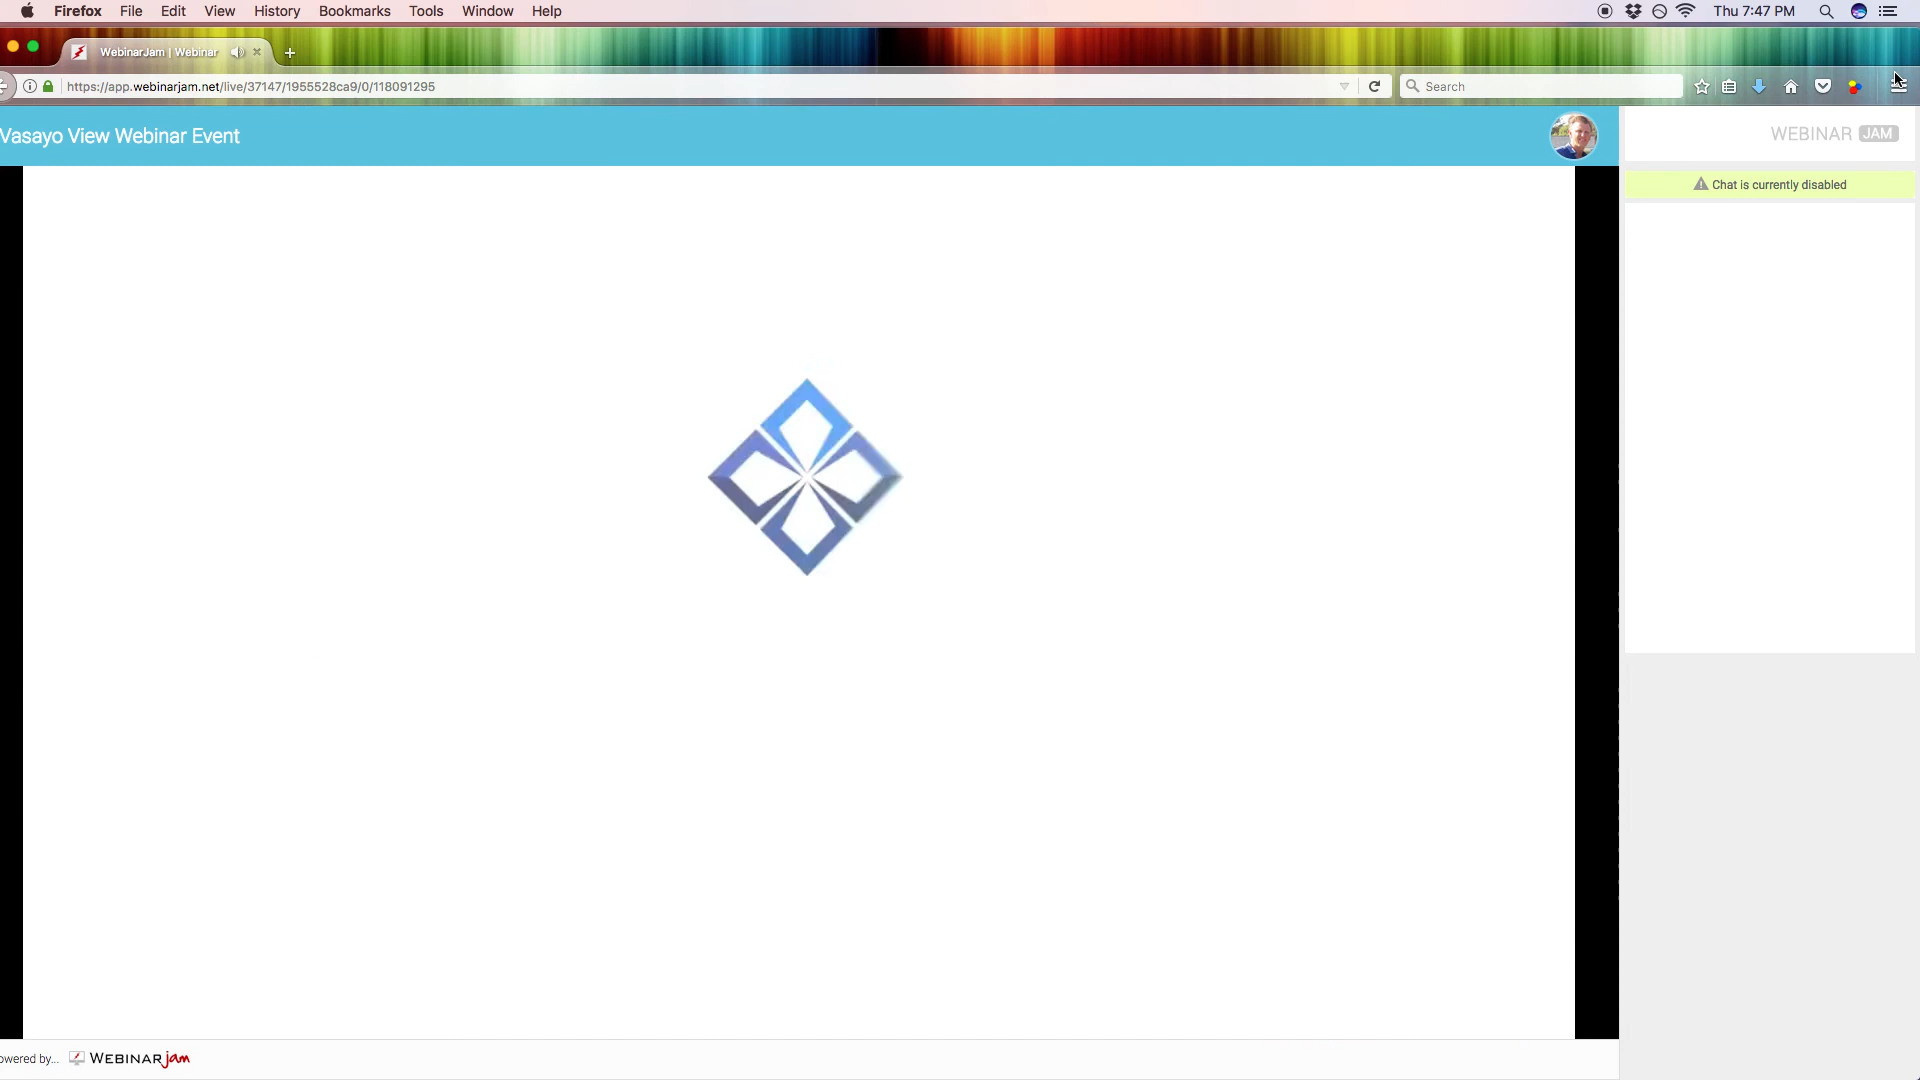 Firefox File Edit View History Bookmarks Tools Window Help Thu 7:47 PM
WebinarJam | Webinar
https://app.webinarjam.net/live/37147/1955528ca9/0/118091295
Search
Vasayo View Webinar Event
WEBINAR JAM
Chat is currently disabled
owered by... WEBINARjam